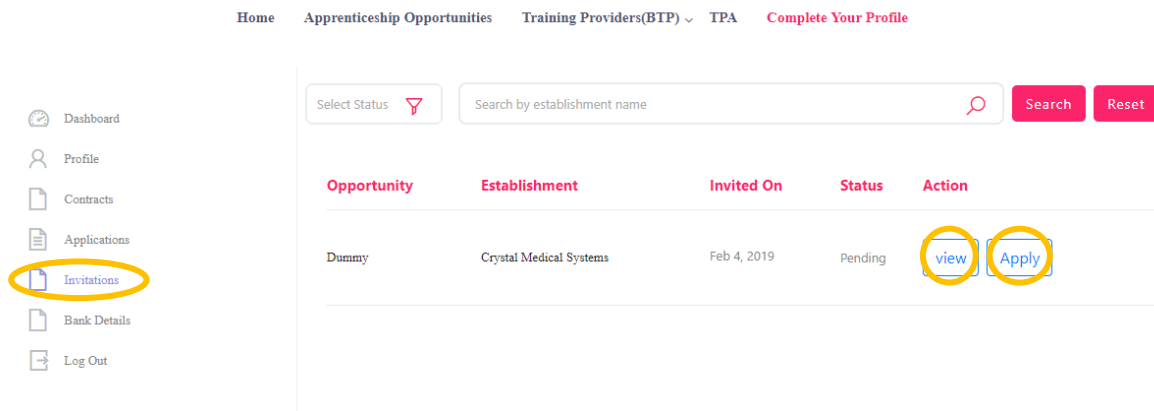 Home Apprenticeship Opportunities Training Providers(BTP) TPA Complete Your Profile
Select Status Search by establishment name Search Reset
Dashboard
Profile
Contracts
Applications
Invitations
Bank Details
Log Out
Opportunity Establishment Invited On Status Action
Dummy Crystal Medical Systems Feb 4, 2019 Pending view Apply